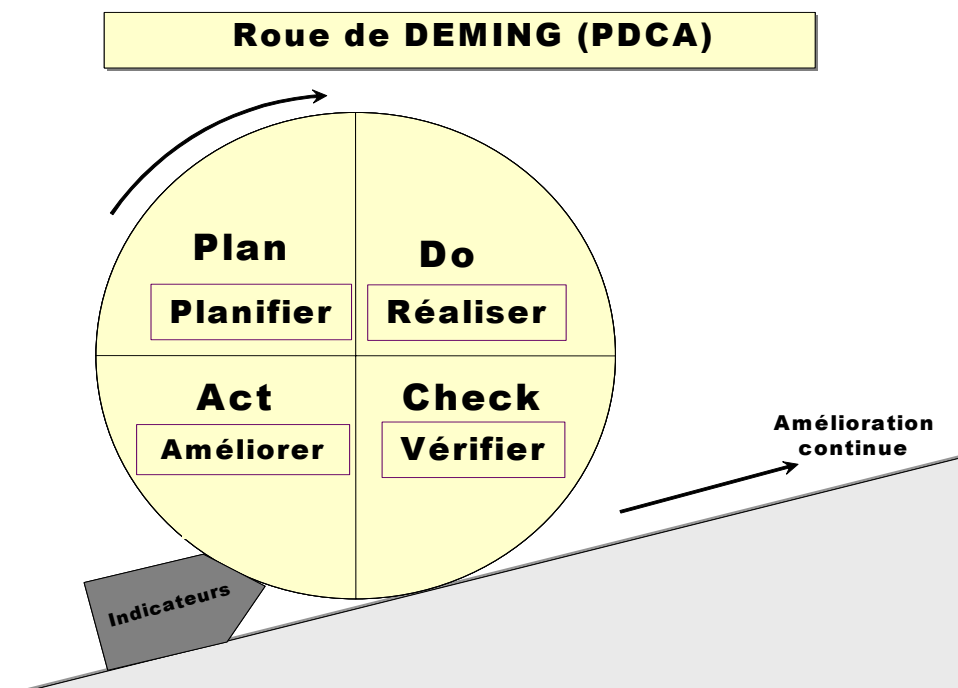 Roue de DEMING (PDCA)
Plan
Planifier
Do
Réaliser
Act
Améliorer
Check
Vérifier
Amélioration
continue
Indicateurs